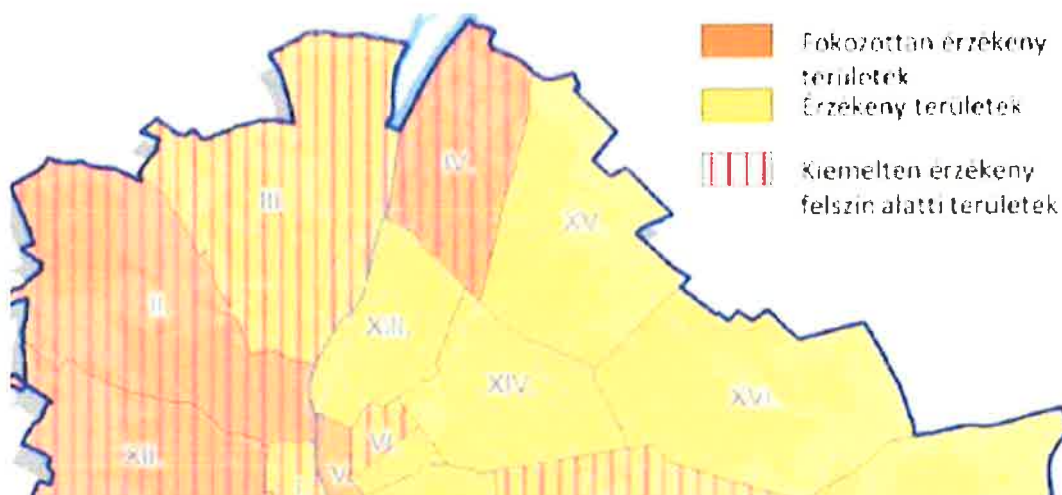 Fokozottan érzékeny
területek
Érzékeny területek
Kiemelten érzékeny
felszín alatti területek
IV.
III.
XV.
II.
XIII.
XIV.
XVI.
VI.
XII.
V.
I.